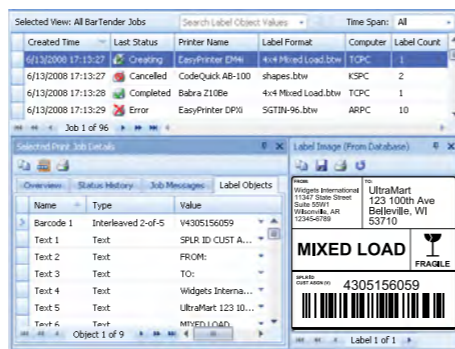 Selected View: All BarTender Jobs Search Label Object Values Time Span: All
Created Time Last Status Printer Name Label Format Computer Label Count
6/13/2008 17:13:27 Creating EasyPrinter EM4i 4x4 Mixed Load.btw TCPC 1
6/13/2008 17:13:27 Cancelled CodeQuick AB-100 shapes.btw KSPC 2
6/13/2008 17:13:28 Completed Babra Z10Be 4x4 Mixed Load.btw TCPC 1
6/13/2008 17:13:29 Error EasyPrinter DPXi SGTIN-96.btw ARPC 10
Job 1 of 96
Selected Print Job Details
Overview Status History Job Messages Label Objects
Name Type Value
Barcode 1 Interleaved 2-of-5 V4305156059
Text 1 Text SPLR ID CUST A...
Text 2 Text FROM:
Text 3 Text TO:
Text 4 Text Widgets Interna...
Text 5 Text UltraMart 123 10...
Text 6 Text MIXED LOAD
Object 1 of 9
Label Image (From Database)
FROM:
Widgets International
11347 State Street
Suite 55W1
Wilsonville, AR
12345-6789
TO:
UltraMart
123 100th Ave
Belleville, WI
53710
MIXED LOAD
FRAGILE
SPLR ID
CUST ASIGN (V) 4305156059
Label 1 of 1